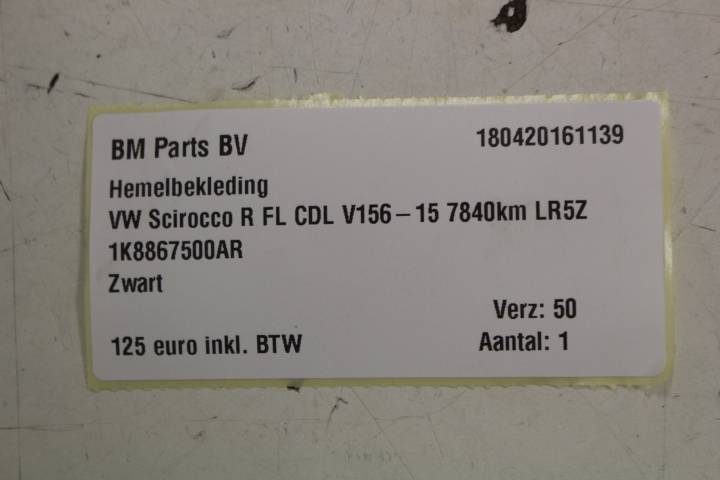 BM Parts BV 180420161139
Hemelbekleding
VW Scirocco R FL CDL V156-15 7840km LR5Z
1K8867500AR
Zwart
Verz: 50
125 euro inkl. BTW Aantal: 1